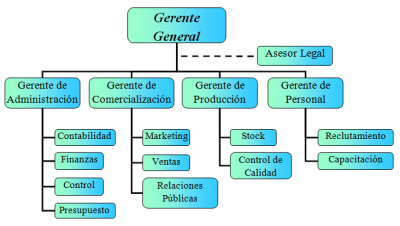 Gerente
General
Asesor Legal
Gerente de
Administración
Gerente de
Comercialización
Gerente de
Producción
Gerente de
Personal
Contabilidad
Marketing
Stock
Reclutamiento
Finanzas
Ventas
Control de
Calidad
Capacitación
Control
Relaciones
Públicas
Presupuesto